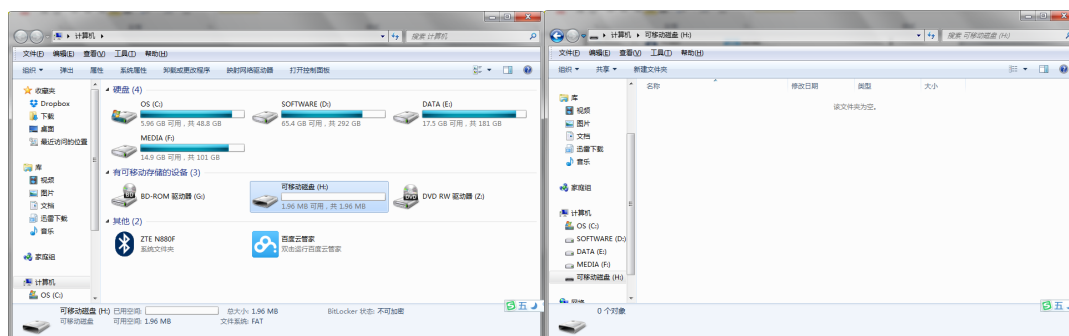 计算机
搜索 计算机
文件(F) 编辑(E) 查看(V) 工具(T) 帮助(H)
组织 弹出 属性 系统属性 卸载或更改程序 映射网络驱动器 打开控制面板
收藏夹
Dropbox
下载
桌面
最近访问的位置
库
视频
图片
文档
迅雷下载
音乐
家庭组
计算机
OS (C:)
硬盘 (4)
OS (C:)
5.96 GB 可用，共 48.8 GB
SOFTWARE (D:)
65.4 GB 可用，共 292 GB
DATA (E:)
17.5 GB 可用，共 181 GB
MEDIA (F:)
14.9 GB 可用，共 101 GB
有可移动存储的设备 (3)
BD-ROM 驱动器 (G:)
可移动磁盘 (H:)
1.96 MB 可用，共 1.96 MB
DVD RW 驱动器 (Z:)
其他 (2)
ZTE N880F
系统文件夹
百度云管家
双击运行百度云管家
可移动磁盘 (H:) 已用空间: 总大小: 1.96 MB BitLocker 状态: 不可加密
可移动磁盘 可用空间: 1.96 MB 文件系统: FAT
五
可移动磁盘 (H:)
计算机
搜索 可移动磁盘 (H:)
文件(F) 编辑(E) 查看(V) 工具(T) 帮助(H)
组织 共享 新建文件夹
名称 修改日期 类型 大小
该文件夹为空。
库
视频
图片
文档
迅雷下载
音乐
家庭组
计算机
OS (C:)
SOFTWARE (D:)
DATA (E:)
MEDIA (F:)
可移动磁盘 (H:)
网络
0 个对象
五